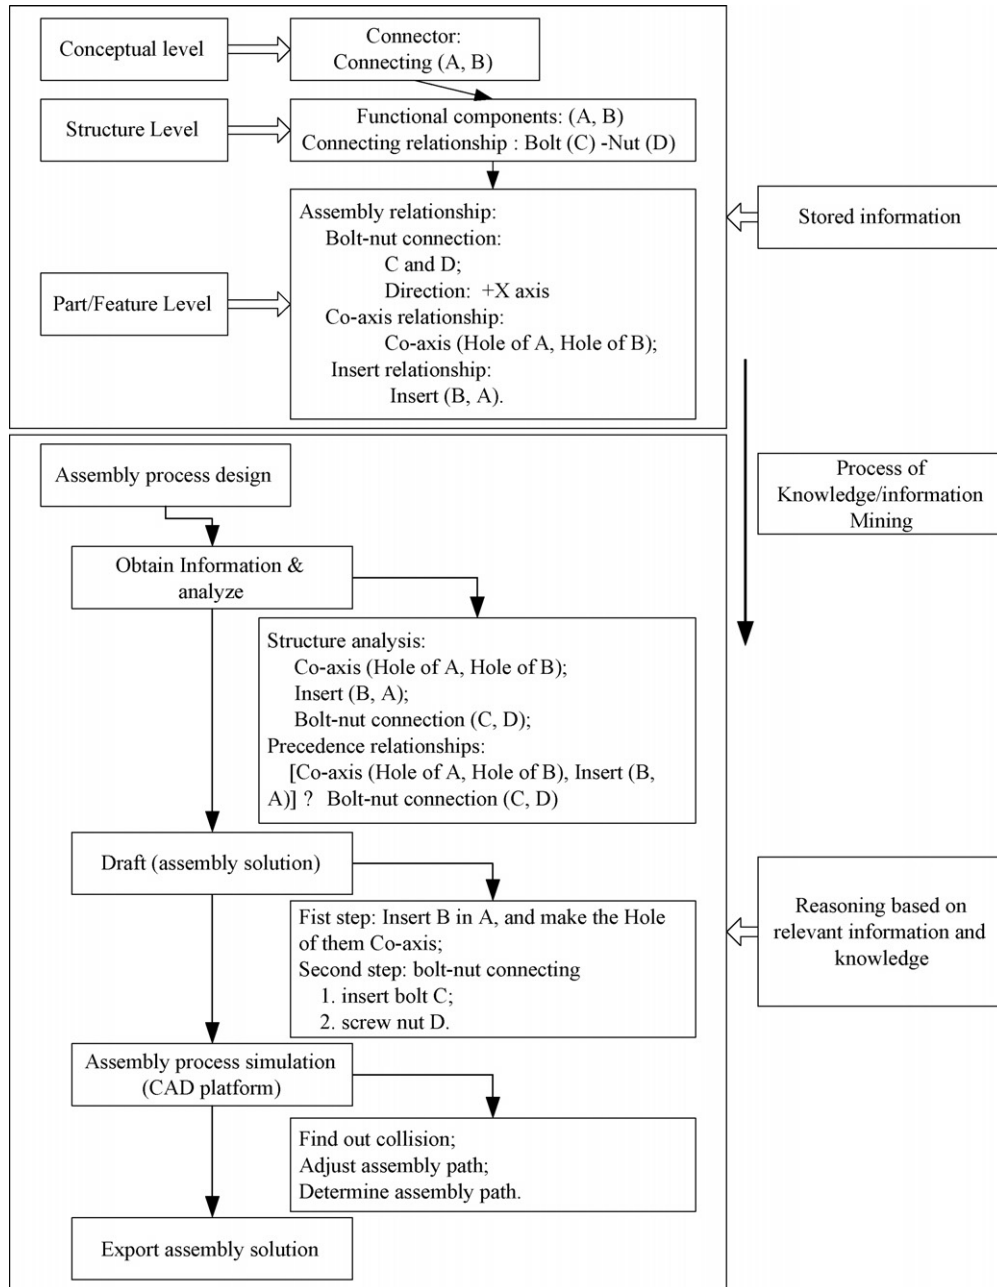 Conceptual level
Connector:
Connecting (A, B)
Structure Level
Functional components: (A, B)
Connecting relationship : Bolt (C) -Nut (D)
Part/Feature Level
Assembly relationship:
Bolt-nut connection:
C and D;
Direction: +X axis
Co-axis relationship:
Co-axis (Hole of A, Hole of B);
Insert relationship:
Insert (B, A).
Stored information
Process of
Knowledge/information
Mining
Assembly process design
Obtain Information &
analyze
Structure analysis:
Co-axis (Hole of A, Hole of B);
Insert (B, A);
Bolt-nut connection (C, D);
Precedence relationships:
[Co-axis (Hole of A, Hole of B), Insert (B,
A)] ? Bolt-nut connection (C, D)
Draft (assembly solution)
Fist step: Insert B in A, and make the Hole
of them Co-axis;
Second step: bolt-nut connecting
1. insert bolt C;
2. screw nut D.
Reasoning based on
relevant information and
knowledge
Assembly process simulation
(CAD platform)
Find out collision;
Adjust assembly path;
Determine assembly path.
Export assembly solution